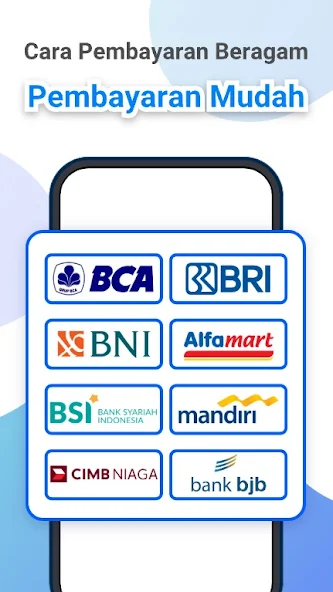 Cara Pembayaran Beragam
Pembayaran Mudah
BCA
BRI
BNI
Alfamart
BSI BANK SYARIAH
INDONESIA
mandiri
CIMB NIAGA
bank bjb